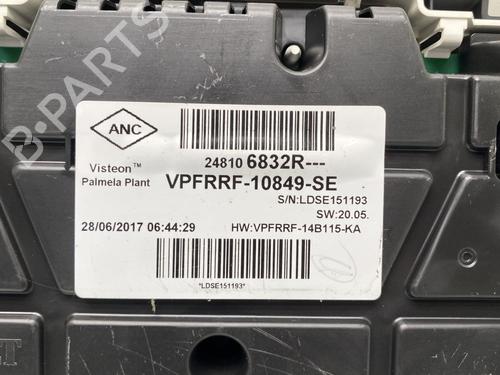 B-PARTS
ANC
Visteon™
Palmela Plant
24810 6832R---
VPFRRF-10849-SE
S/N:LDSE151193
SW:20.05.
28/06/2017 06:44:29
HW:VPFRRF-14B115-KA
*LDSE151193*